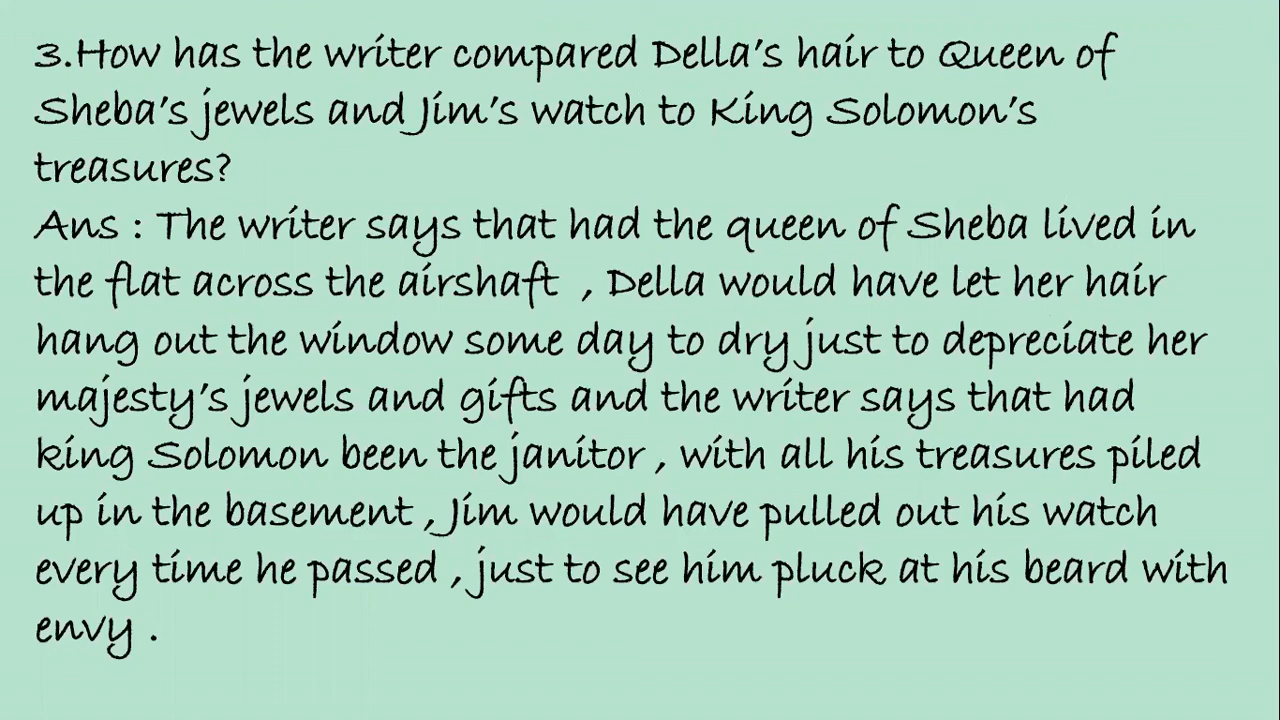 3.How has the writer compared Della's hair to Queen of
Sheba's jewels and Jim's watch to King Solomon's
treasures?
Ans : The writer says that had the queen of Sheba lived in
the flat across the airshaft , Della would have let her hair
hang out the window some day to dry just to depreciate her
majesty's jewels and gifts and the writer says that had
king Solomon been the janitor , with all his treasures piled
up in the basement , Jim would have pulled out his watch
every time he passed , just to see him pluck at his beard with
envy .